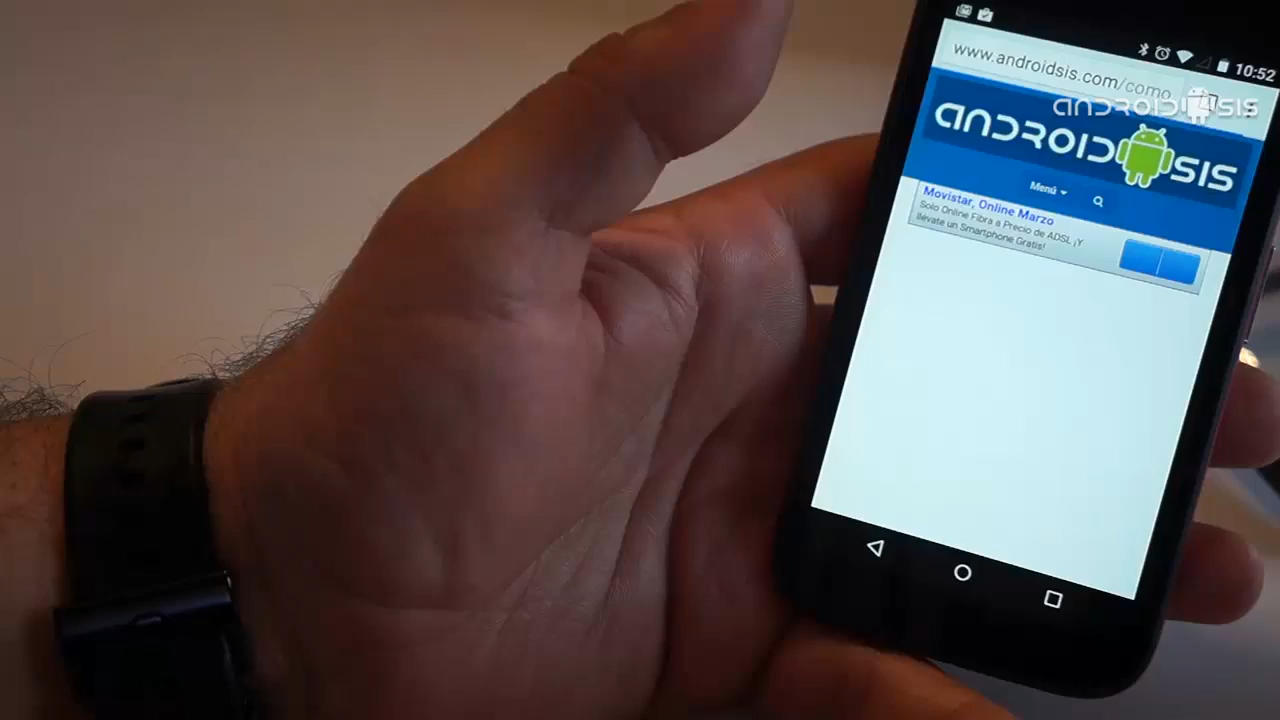 10:52
www.androidsis.com/como
ANDROIDSIS
ANDROIDSIS
Menú
Movistar, Online Marzo
Solo Online Fibra a Precio de ADSL ¡Y
llévate un Smartphone Gratis!